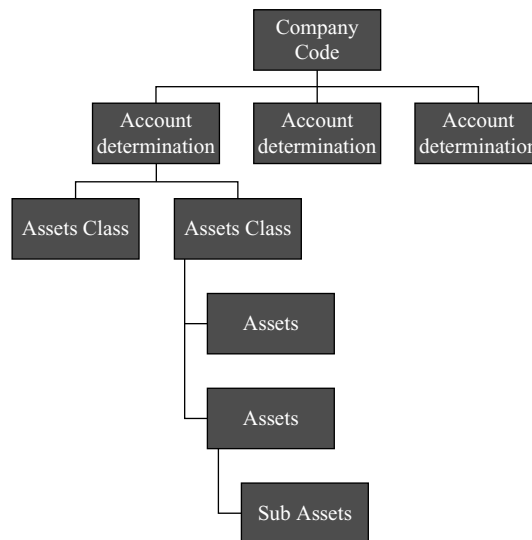 Company
Code
Account
determination
Account
determination
Account
determination
Assets Class
Assets Class
Assets
Assets
Sub Assets